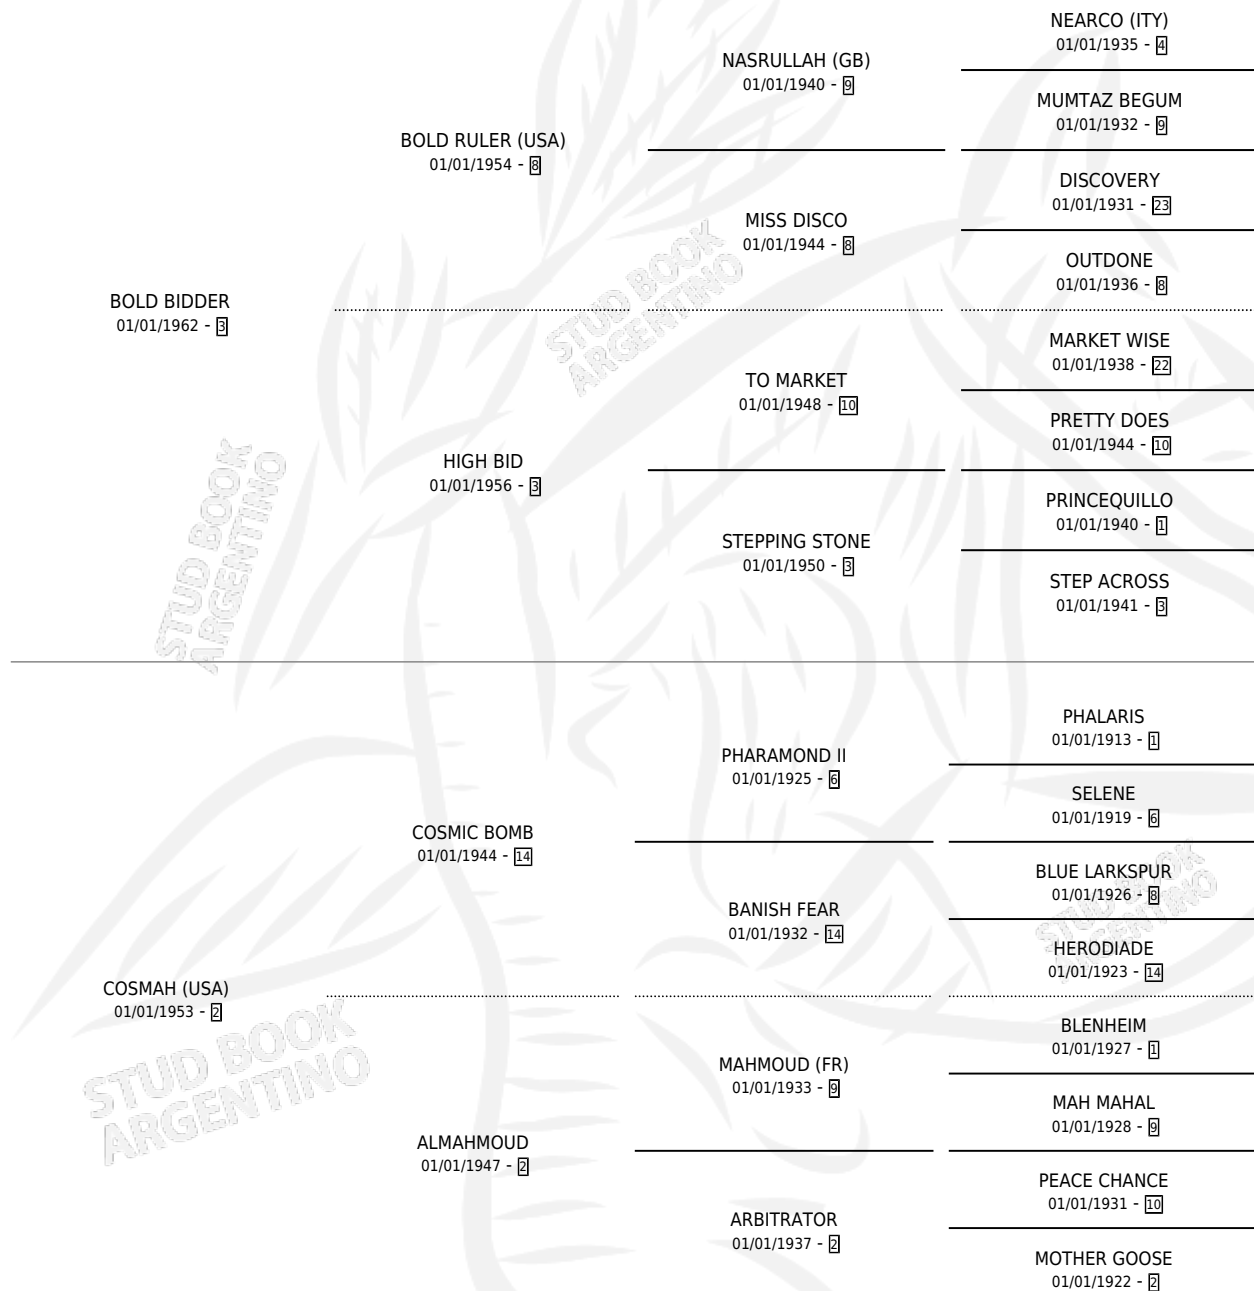 NEARCO (ITY)
01/01/1935 - 4
NASRULLAH (GB)
01/01/1940 - 9
MUMTAZ BEGUM
01/01/1932 - 9
BOLD RULER (USA)
01/01/1954 - 8
DISCOVERY
01/01/1931 - 23
MISS DISCO
01/01/1944 - 8
OUTDONE
01/01/1936 - 8
BOLD BIDDER
01/01/1962 - 3
STUD BOOK
ARGENTINO
MARKET WISE
01/01/1938 - 22
TO MARKET
01/01/1948 - 10
PRETTY DOES
01/01/1944 - 10
HIGH BID
01/01/1956 - 3
PRINCEQUILLO
01/01/1940 - 1
STEPPING STONE
01/01/1950 - 3
STEP ACROSS
01/01/1941 - 3
STUD BOOK
ARGENTINO
PHALARIS
01/01/1913 - 1
PHARAMOND II
01/01/1925 - 6
SELENE
01/01/1919 - 6
COSMIC BOMB
01/01/1944 - 14
BLUE LARKSPUR
01/01/1926 - 8
BANISH FEAR
01/01/1932 - 14
STUD BOOK
ARGENTINO
HERODIADE
01/01/1923 - 14
COSMAH (USA)
01/01/1953 - 2
BLENHEIM
01/01/1927 - 1
MAHMOUD (FR)
01/01/1933 - 9
STUD BOOK
ARGENTINO
MAH MAHAL
01/01/1928 - 9
ALMAHMOUD
01/01/1947 - 2
PEACE CHANCE
01/01/1931 - 10
ARBITRATOR
01/01/1937 - 2
MOTHER GOOSE
01/01/1922 - 2